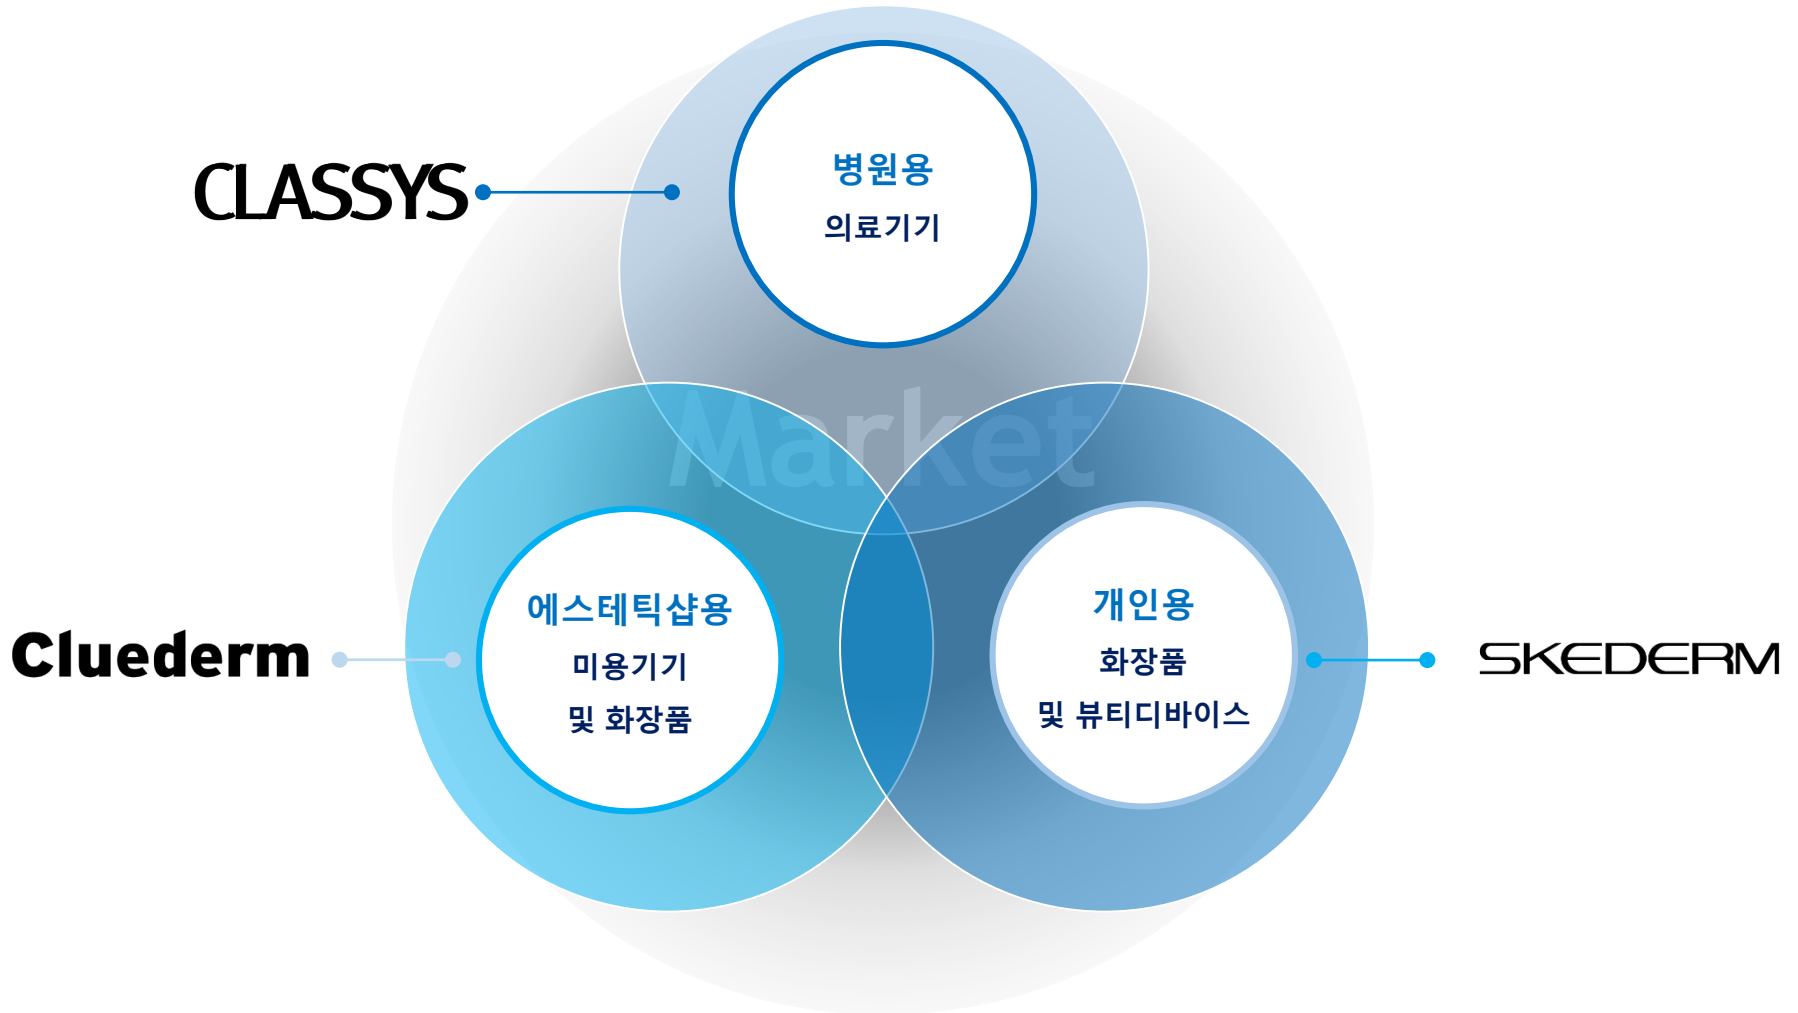 CLASSYS
병원용
의료기기
Market
Cluederm
에스테틱샵용
미용기기
및 화장품
개인용
화장품
및 뷰티디바이스
SKEDERM